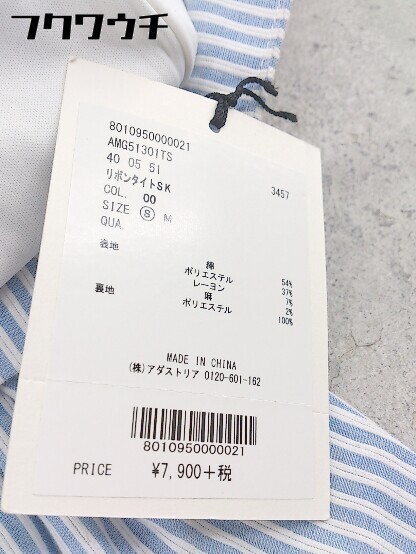 フクワウチ
8010950000021
AMG51301TS
40 05 51
リボンタイトSK 3457
COL. 00
SIZE S M
QUA.
表地
綿 54%
ポリエステル 37%
レーヨン 7%
麻 2%
裏地 ポリエステル 100%
MADE IN CHINA
(株)アダストリア 0120-601-162
8010950000021
PRICE ¥7,900+税